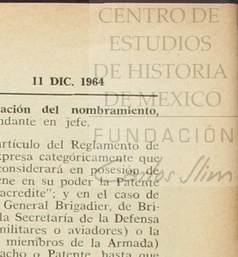 CENTRO DE
ESTUDIOS
DE HISTORIA
DE MEXICO
FUNDACIÓN
Carlos Slim
11 DIC. 1964
ación del nombramiento,
ndante en jefe.
artículo del Reglamento de
xpresa categóricamente que
considerará en posesión de
ene en su poder la Patente
acredite"; y en el caso de
General Brigadier, de Bri-
la Secretaría de la Defensa
militares o aviadores) o la
miembros de la Armada)
acho o Patente, hasta que